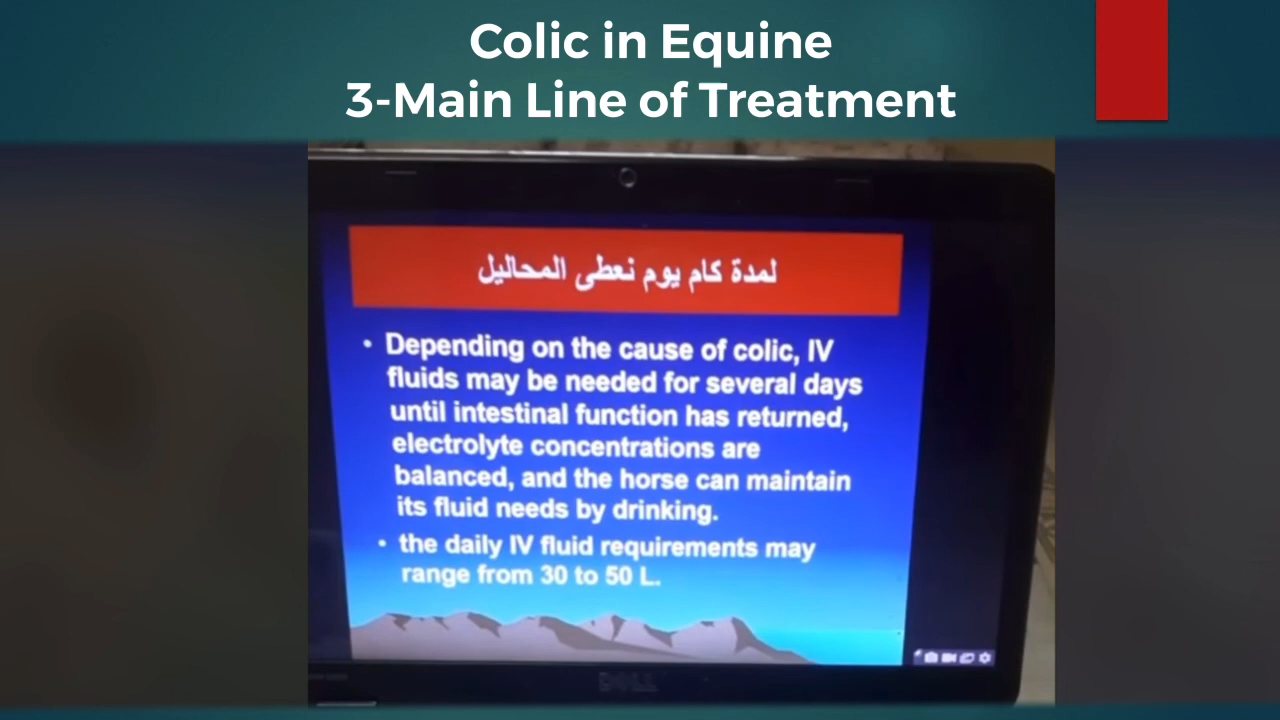 Colic in Equine
3-Main Line of Treatment
لمدة كام يوم نعطى المحاليل
• Depending on the cause of colic, IV
fluids may be needed for several days
until intestinal function has returned,
electrolyte concentrations are
balanced, and the horse can maintain
its fluid needs by drinking.
• the daily IV fluid requirements may
range from 30 to 50 L.
DELL